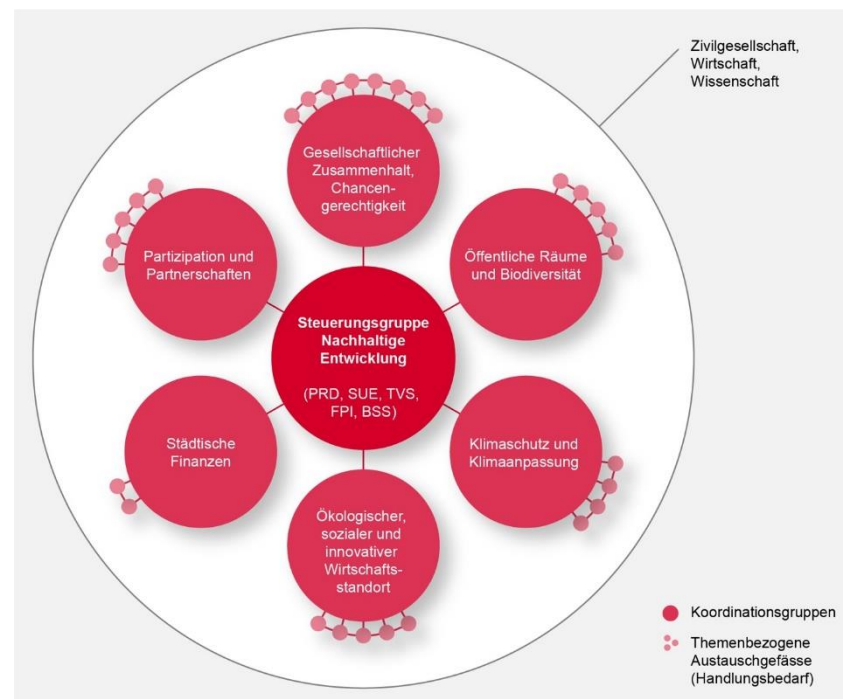 Zivilgesellschaft,
Wirtschaft,
Wissenschaft
Gesellschaftlicher
Zusammenhalt,
Chancen-
gerechtigkeit
Partizipation und
Partnerschaften
Öffentliche Räume
und Biodiversität
Steuerungsgruppe
Nachhaltige
Entwicklung
(PRD, SUE, TVS,
FPI, BSS)
Städtische
Finanzen
Klimaschutz und
Klimaanpassung
Ökologischer,
sozialer und
innovativer
Wirtschafts-
standort
Koordinationsgruppen
Themenbezogene
Austauschgefässe
(Handlungsbedarf)